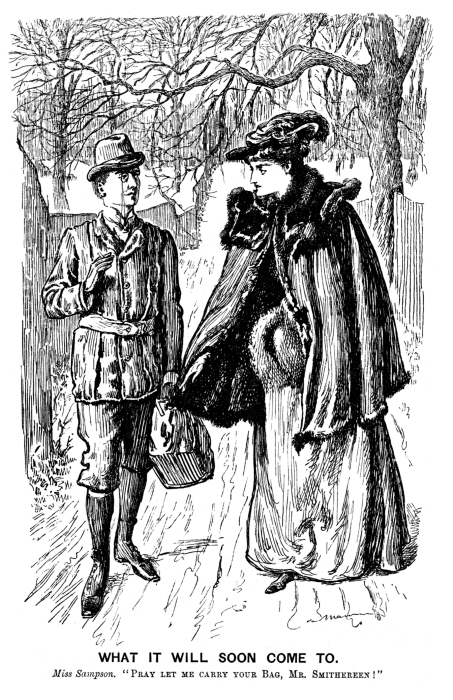 WHAT IT WILL SOON COME TO.
Miss Sampson. "PRAY LET ME CARRY YOUR BAG, MR. SMITHEREEN!"